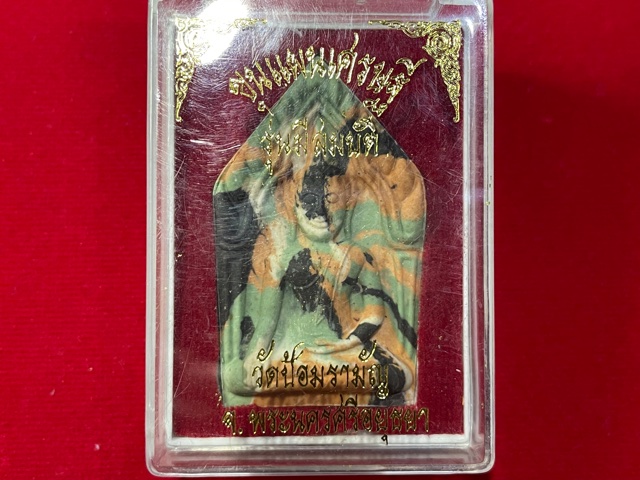 ขุนแผนเศรษฐี
รุ่นมีสมบัติ
วัดป้อมรามัญ
จ. พระนครศรีอยุธยา